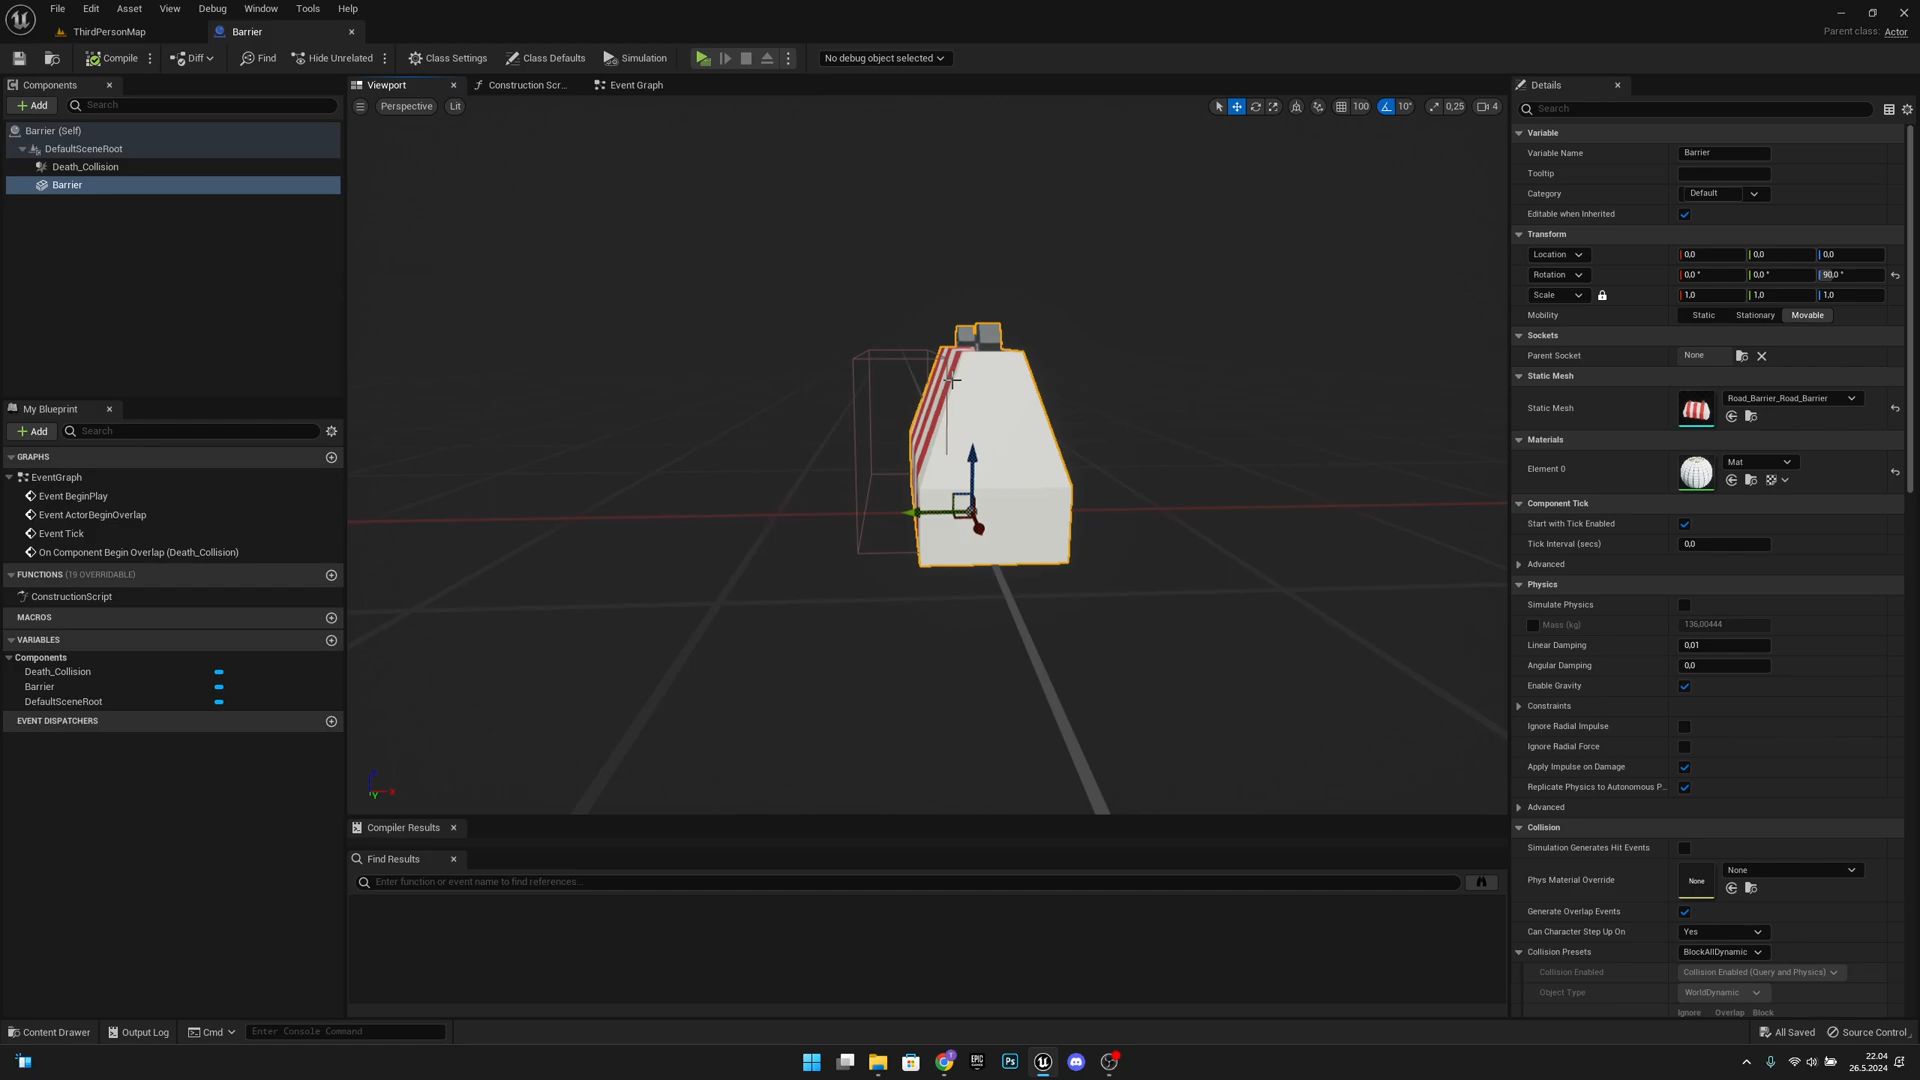 File Edit Asset View Debug Window Tools Help
ThirdPersonMap Barrier
Parent class: Actor
Compile Diff Find Hide Unrelated Class Settings Class Defaults Simulation No debug object selected
Components
Add Search
Barrier (Self)
DefaultSceneRoot
Death_Collision
Barrier
My Blueprint
Add Search
GRAPHS
EventGraph
Event BeginPlay
Event ActorBeginOverlap
Event Tick
On Component Begin Overlap (Death_Collision)
FUNCTIONS (19 OVERRIDABLE)
ConstructionScript
MACROS
VARIABLES
Components
Death_Collision
Barrier
DefaultSceneRoot
EVENT DISPATCHERS
Viewport Construction Scr... Event Graph
Perspective Lit 100 10° 0,25 4
Z
X
Y
Compiler Results
Find Results
Enter function or event name to find references...
Details
Search
Variable
Variable Name Barrier
Tooltip
Category Default
Editable when Inherited
Transform
Location 0,0 0,0 0,0
Rotation 0,0 ° 0,0 ° 90,0 °
Scale 1,0 1,0 1,0
Mobility Static Stationary Movable
Sockets
Parent Socket None
Static Mesh
Static Mesh Road_Barrier_Road_Barrier
Materials
Element 0 Mat
Component Tick
Start with Tick Enabled
Tick Interval (secs) 0,0
Advanced
Physics
Simulate Physics
Mass (kg) 136,00444
Linear Damping 0,01
Angular Damping 0,0
Enable Gravity
Constraints
Ignore Radial Impulse
Ignore Radial Force
Apply Impulse on Damage
Replicate Physics to Autonomous P...
Advanced
Collision
Simulation Generates Hit Events
Phys Material Override None None
Generate Overlap Events
Can Character Step Up On Yes
Collision Presets BlockAllDynamic
Collision Enabled Collision Enabled (Query and Physics)
Object Type WorldDynamic
Ignore Overlap Block
Content Drawer Output Log Cmd Enter Console Command All Saved Source Control
EPIC GAMES Ps
22.04
26.5.2024